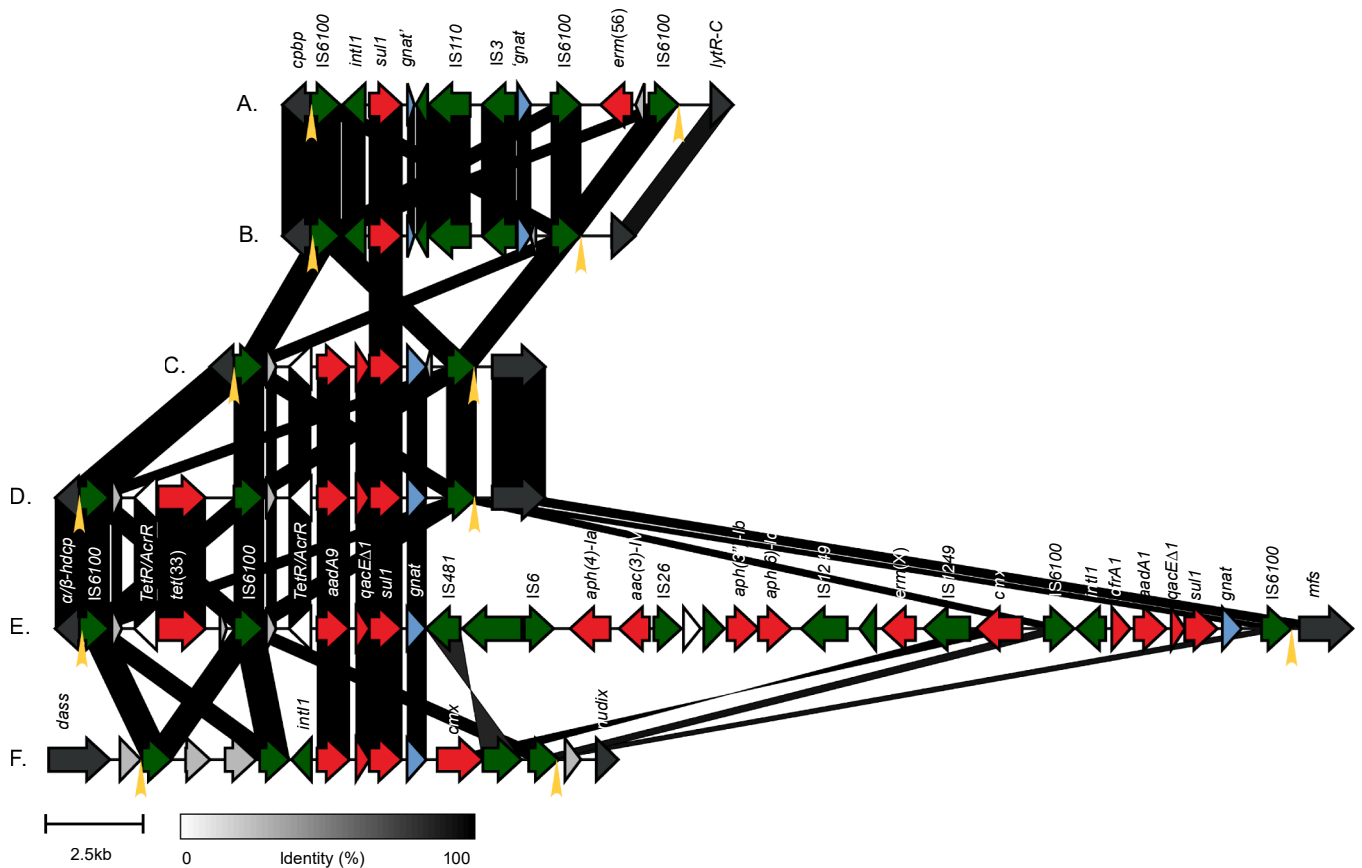 cpbp IS6100 intI1 sul1 gnat' IS110 IS3 'gnat IS6100 erm(56) IS6100 lytR-C
A.
B.
C.
D.
α/β-hdcp IS6100 TetR/AcrR tet(33) IS6100 TetR/AcrR aadA9 qacEΔ1 sul1 gnat IS481 IS6 aph(4)-Ia aac(3)-IV IS26 aph(3")-Ib aph(6)-Ic IS1249 erm(X) IS1249 cmx IS6100 intI1 dfrA1 aadA1 qacEΔ1 sul1 gnat IS6100 mfs
E.
dass intI1 cmx nudix
F.
2.5kb
0 Identity (%) 100